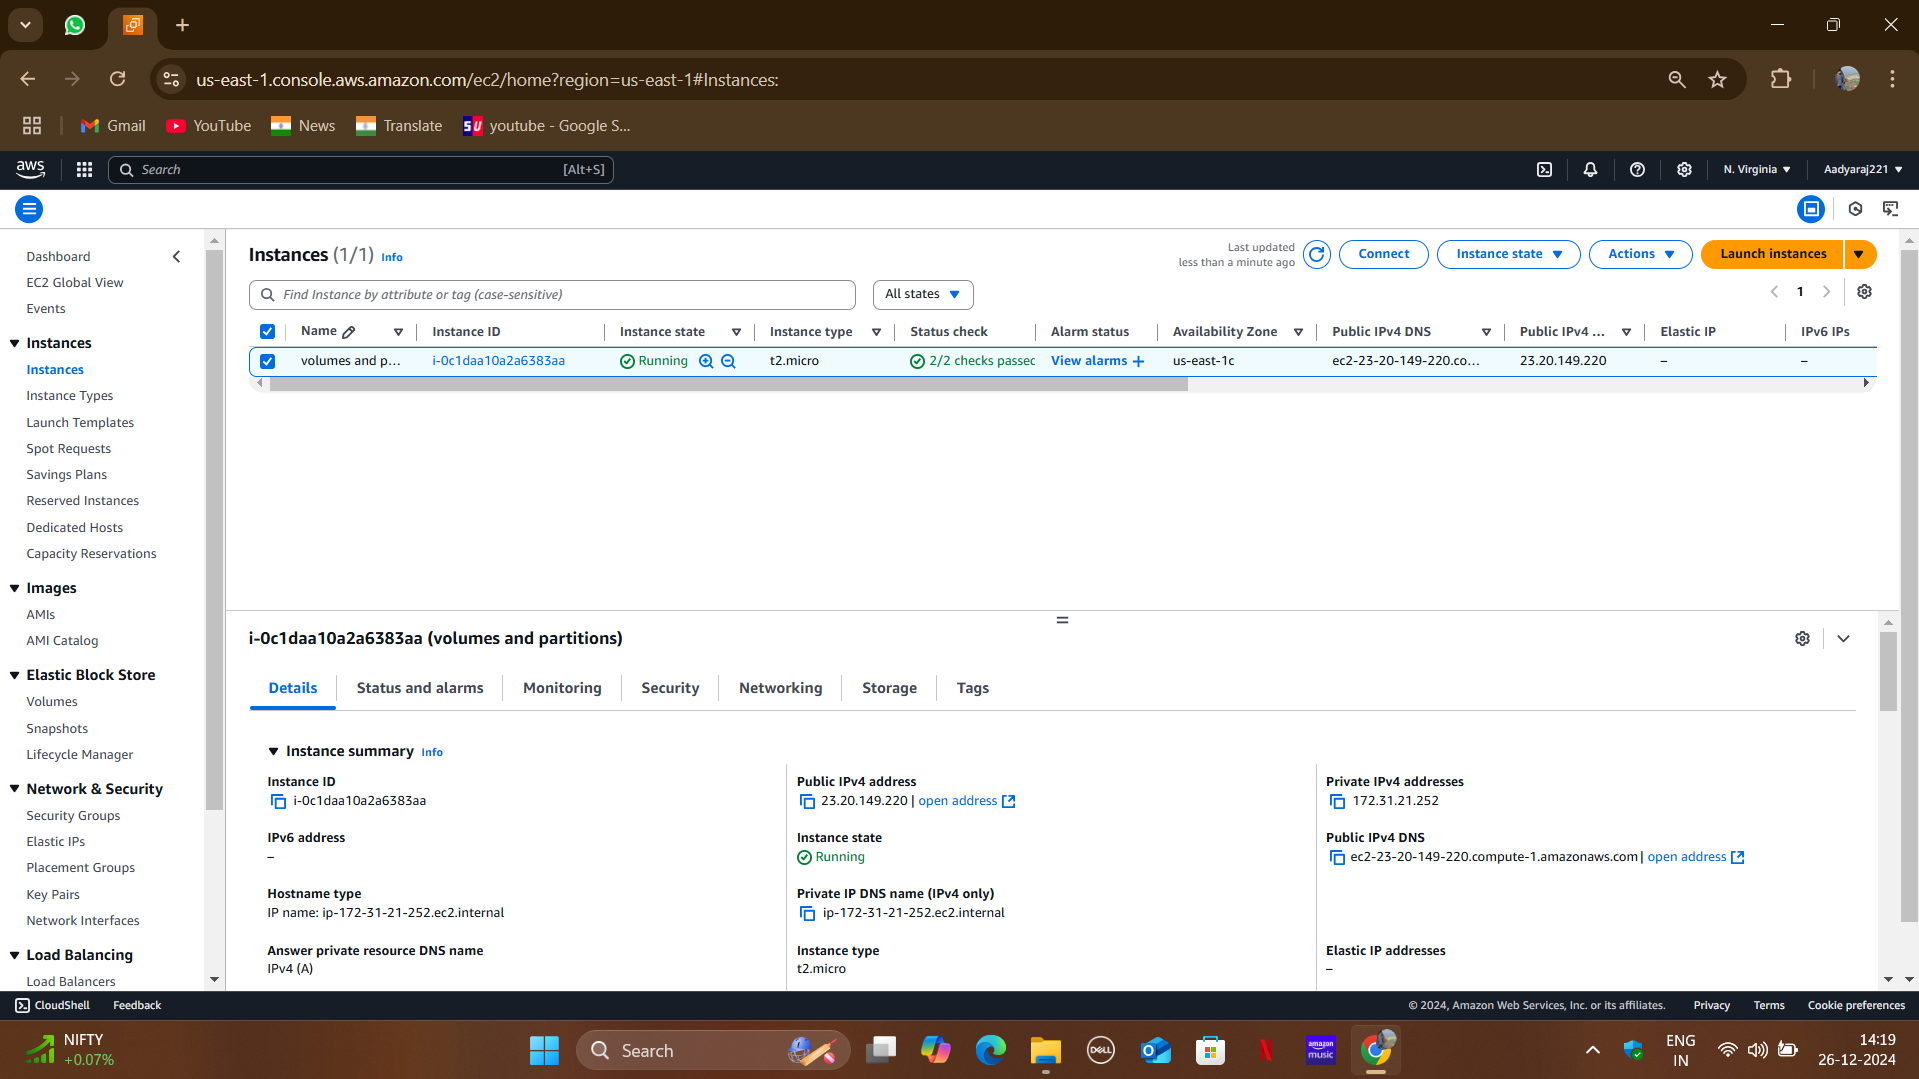 us-east-1.console.aws.amazon.com/ec2/home?region=us-east-1#Instances:
Gmail YouTube News Translate SU youtube - Google S...
aws Search [Alt+S] N. Virginia Aadyaraj221
Dashboard
EC2 Global View
Events
Instances
Instances
Instance Types
Launch Templates
Spot Requests
Savings Plans
Reserved Instances
Dedicated Hosts
Capacity Reservations
Images
AMIs
AMI Catalog
Elastic Block Store
Volumes
Snapshots
Lifecycle Manager
Network & Security
Security Groups
Elastic IPs
Placement Groups
Key Pairs
Network Interfaces
Load Balancing
Load Balancers
Instances (1/1) Info
Last updated
less than a minute ago
Connect Instance state Actions Launch instances
Find Instance by attribute or tag (case-sensitive) All states 1
Name Instance ID Instance state Instance type Status check Alarm status Availability Zone Public IPv4 DNS Public IPv4 ... Elastic IP IPv6 IPs
volumes and p... i-0c1daa10a2a6383aa Running t2.micro 2/2 checks passec View alarms + us-east-1c ec2-23-20-149-220.co... 23.20.149.220 – –
i-0c1daa10a2a6383aa (volumes and partitions)
Details Status and alarms Monitoring Security Networking Storage Tags
Instance summary Info
Instance ID
i-0c1daa10a2a6383aa
Public IPv4 address
23.20.149.220 | open address
Private IPv4 addresses
172.31.21.252
IPv6 address
–
Instance state
Running
Public IPv4 DNS
ec2-23-20-149-220.compute-1.amazonaws.com | open address
Hostname type
IP name: ip-172-31-21-252.ec2.internal
Private IP DNS name (IPv4 only)
ip-172-31-21-252.ec2.internal
Answer private resource DNS name
IPv4 (A)
Instance type
t2.micro
Elastic IP addresses
–
CloudShell Feedback © 2024, Amazon Web Services, Inc. or its affiliates. Privacy Terms Cookie preferences
NIFTY
+0.07%
Search
DELL
amazon
music
ENG
IN
14:19
26-12-2024